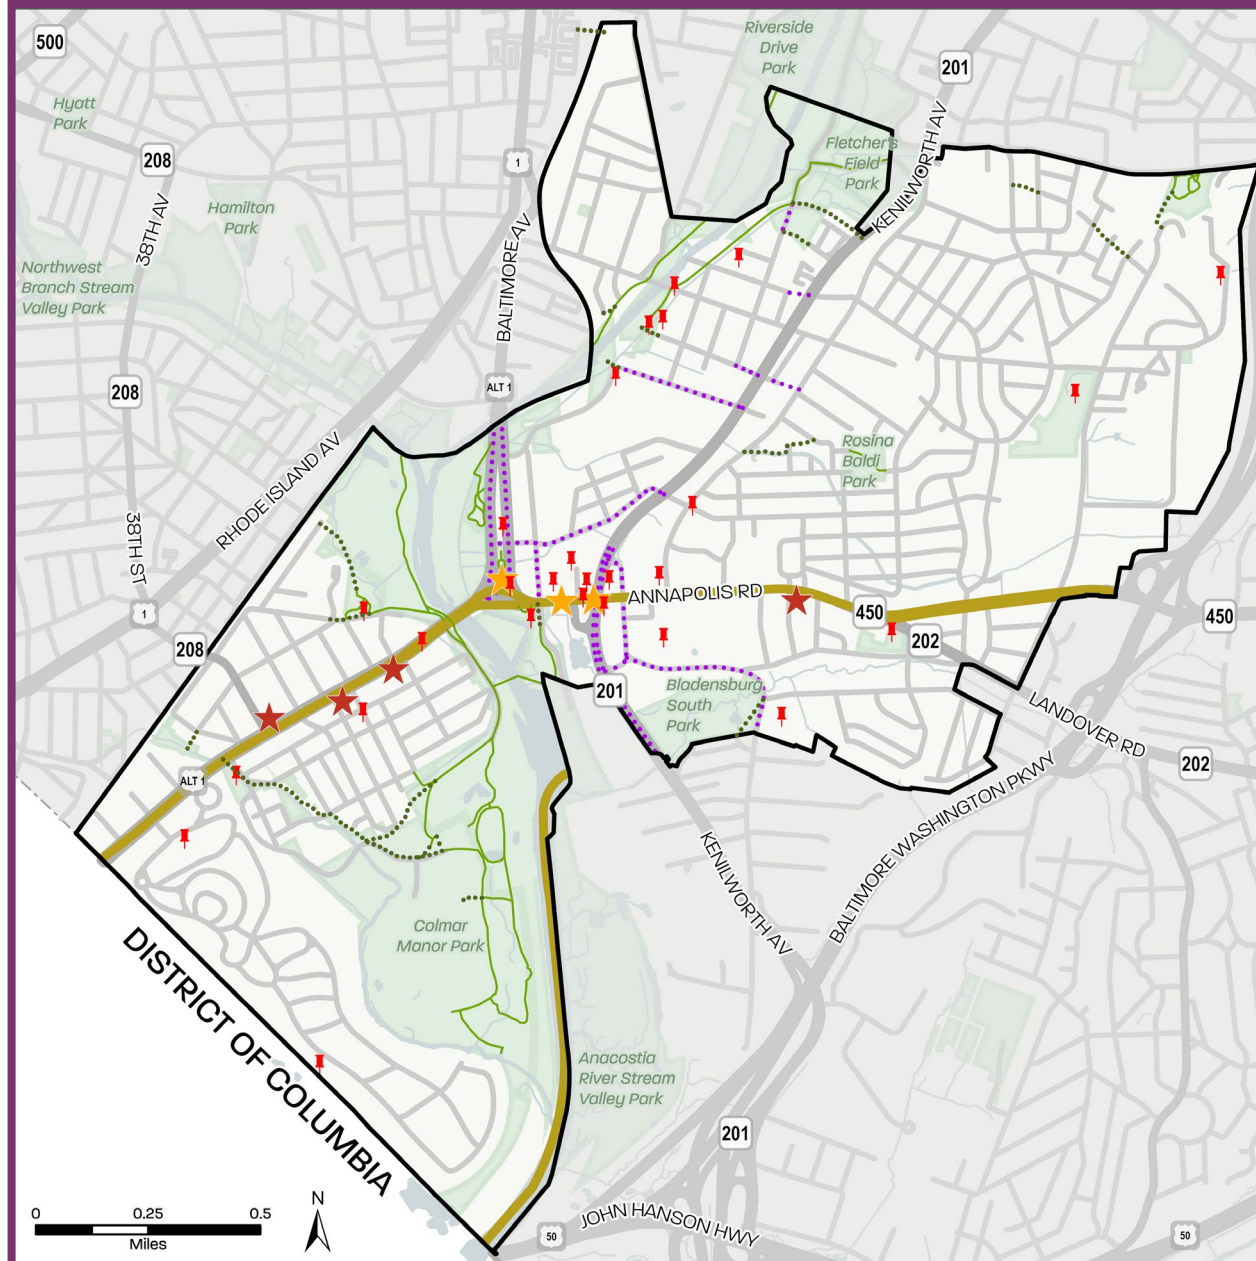 500
Riverside
Drive
Park
201
Hyatt
Park
208
1
Fletcher's
Field
Park
KENILWORTH AV
38TH AV
Hamilton
Park
BALTIMORE AV
Northwest
Branch Stream
Valley Park
208
ALT 1
RHODE ISLAND AV
Rosina
Baldi
Park
38TH ST
1
208
ANNAPOLIS RD
450
202
450
201
Bladensburg
South
Park
LANDOVER RD
202
ALT 1
BALTIMORE WASHINGTON PKWY
KENILWORTH AV
Colmar
Manor Park
DISTRICT OF COLUMBIA
Anacostia
River Stream
Valley Park
201
N
0 0.25 0.5
Miles
50
JOHN HANSON HWY
50